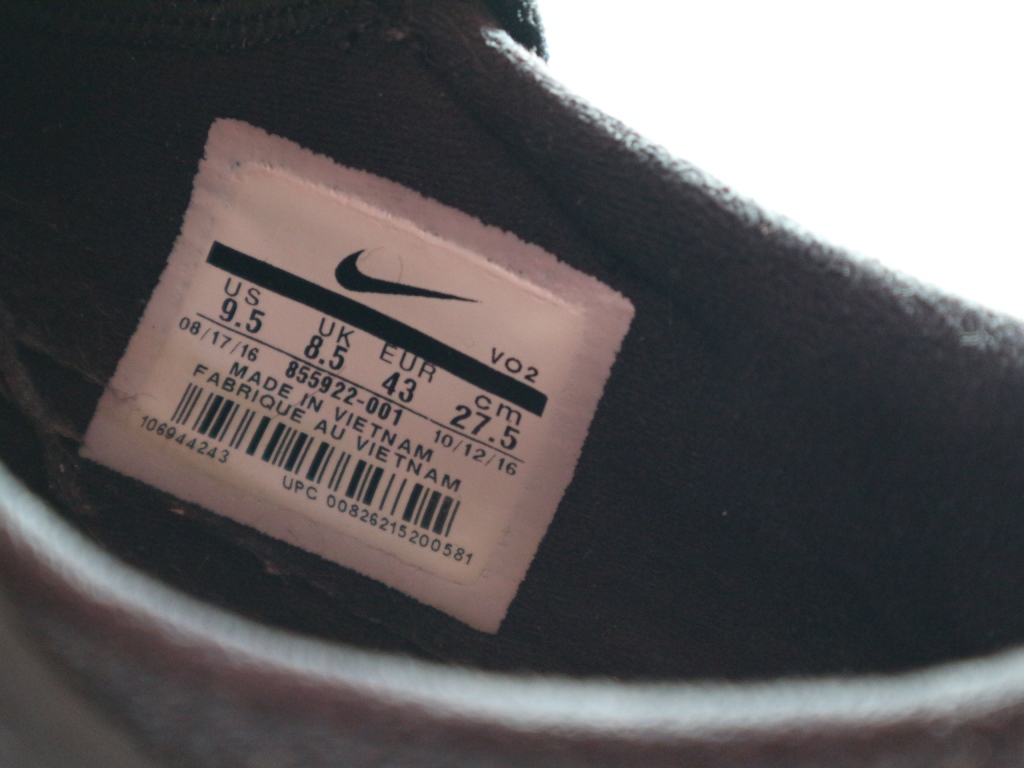 VO2
US UK EUR cm
9.5 8.5 43 27.5
08/17/16 855922-001 10/12/16
MADE IN VIETNAM
FABRIQUE AU VIETNAM
106944243
UPC 00826215200581